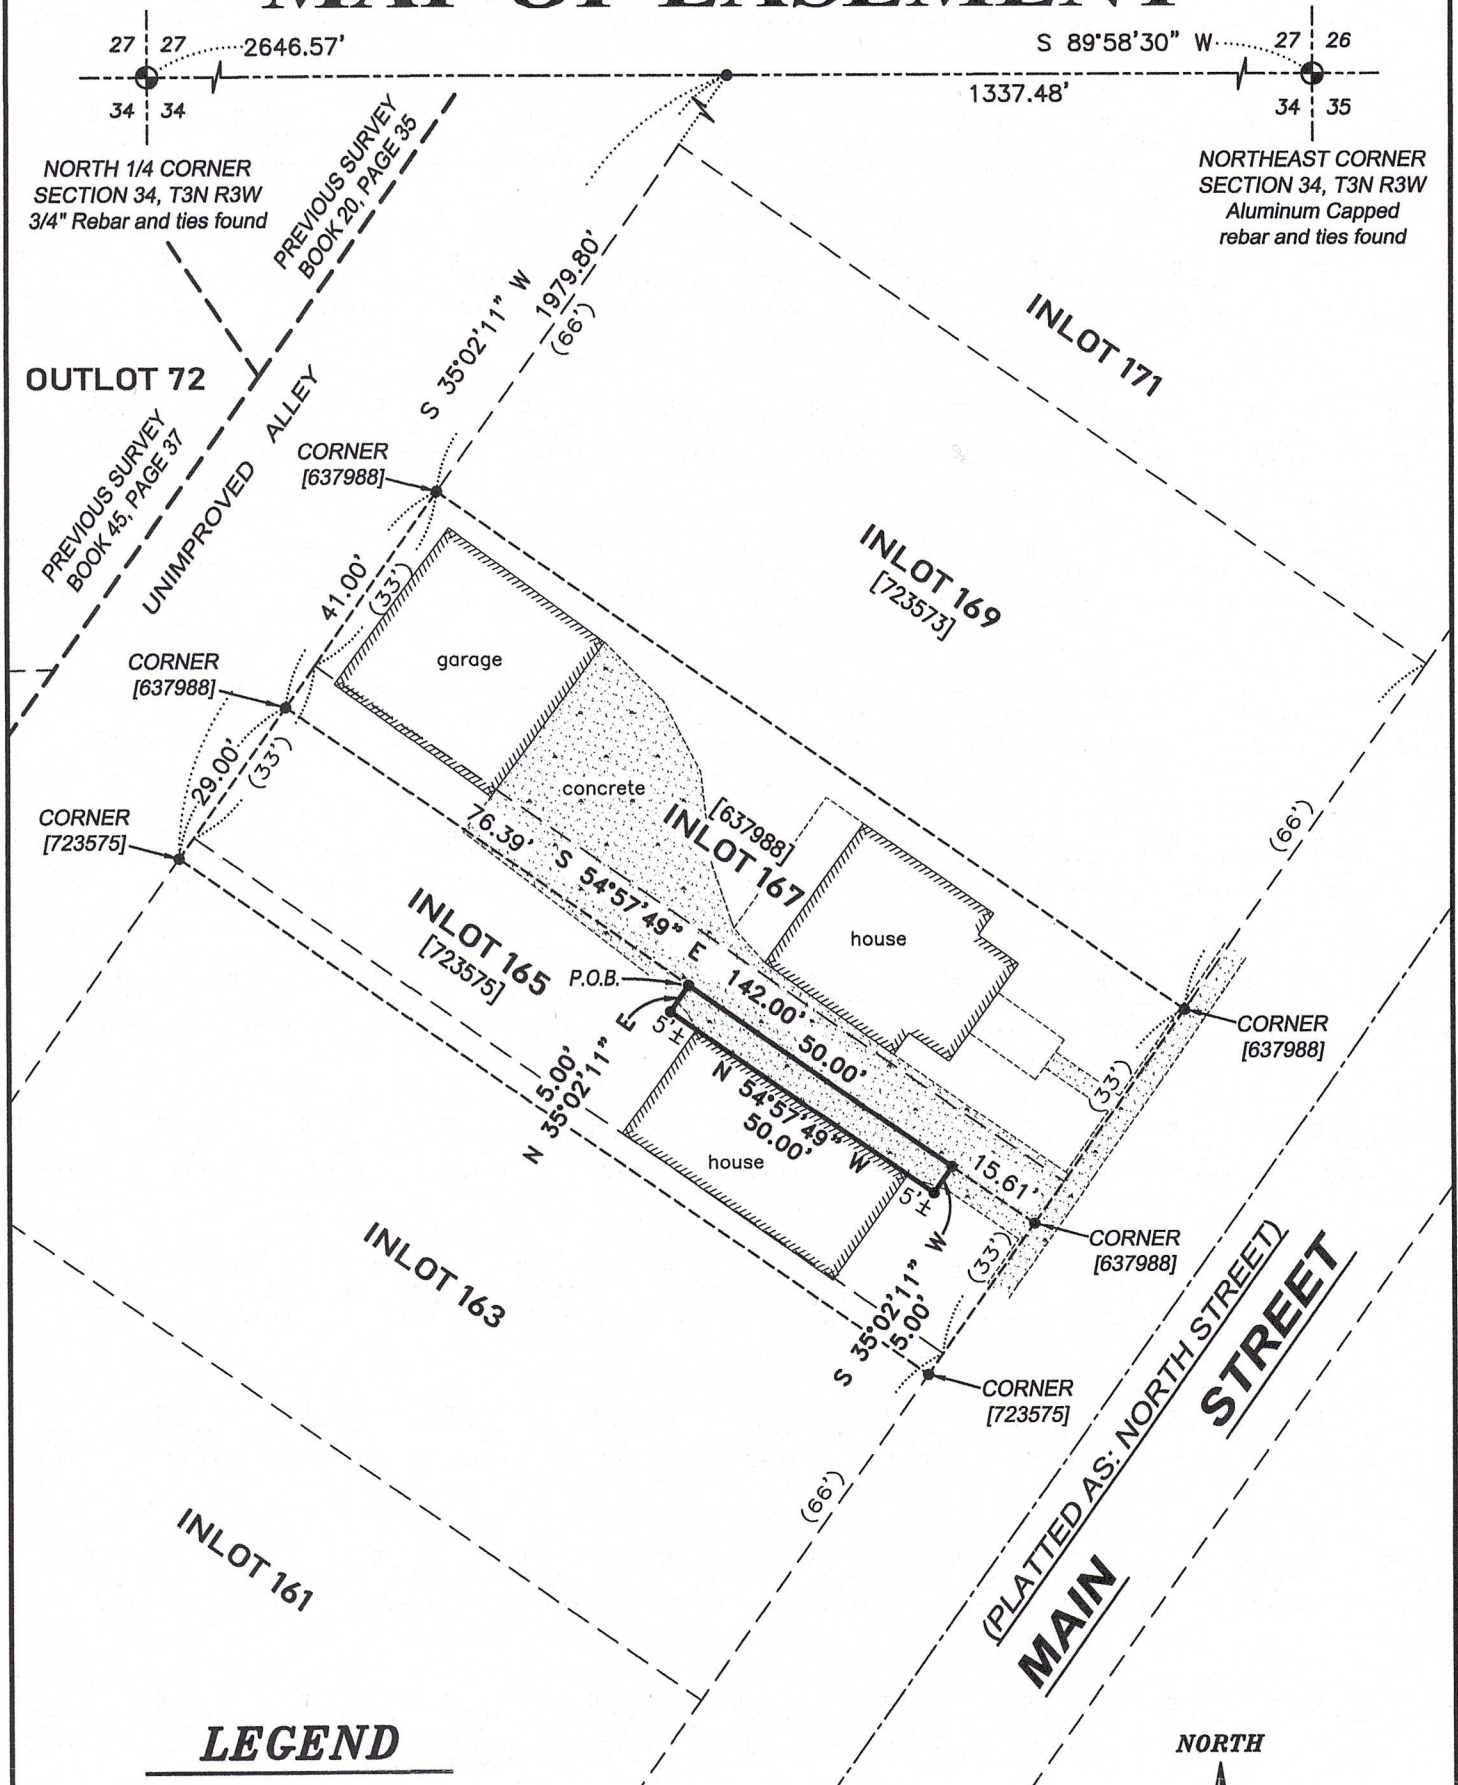 MAP OF EASEMENT
27 27
2646.57'
S 89°58'30" W
27 26
34 34
1337.48'
34 35
NORTH 1/4 CORNER
SECTION 34, T3N R3W
3/4" Rebar and ties found
NORTHEAST CORNER
SECTION 34, T3N R3W
Aluminum Capped
rebar and ties found
PREVIOUS SURVEY
BOOK 20, PAGE 35
S 35°02'11" W
1979.80'
(66')
INLOT 171
OUTLOT 72
PREVIOUS SURVEY
BOOK 45, PAGE 37
UNIMPROVED ALLEY
CORNER
[637988]
INLOT 169
[723573]
41.00'
(33')
garage
CORNER
[637988]
29.00'
(33')
concrete
[637988]
INLOT 167
CORNER
[723575]
76.39'
S 54°57'49" E
142.00'
(66')
house
INLOT 165
[723575]
P.O.B.
50.00'
CORNER
[637988]
(33')
5'±
N 35°02'11" E
5.00'
N 54°57'49" W
50.00'
house
15.61'
5'±
CORNER
[637988]
(33')
S 35°02'11" W
5.00'
INLOT 163
CORNER
[723575]
(66')
(PLATTED AS: NORTH STREET)
MAIN STREET
INLOT 161
LEGEND
NORTH